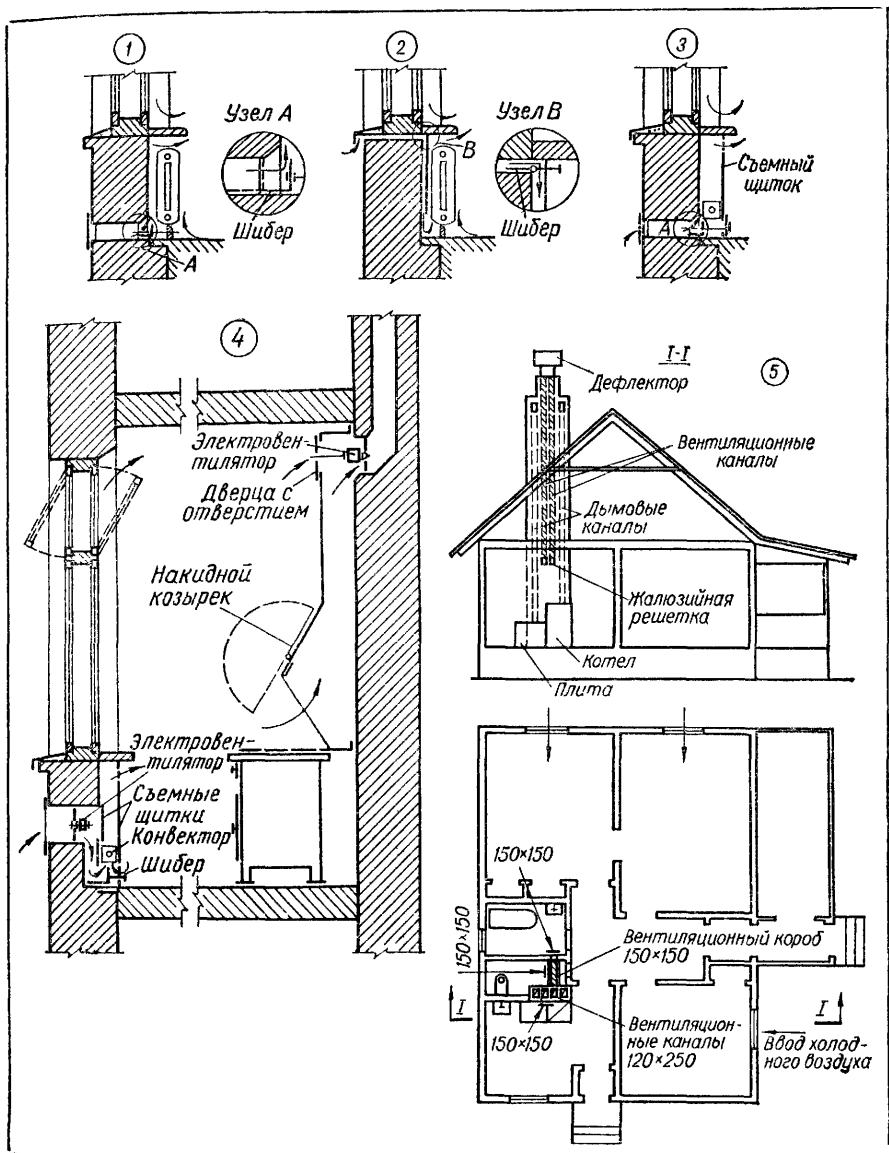 1
2
3
Узел А
Узел В
Шибер
Шибер
А
В
Съемный
щиток
А
4
Электровен-
тилятор
Дверца с
отверстием
Накидной
козырек
Электровен-
тилятор
Съемные
щитки
Конвектор
Шибер
5
I-I
Дефлектор
Вентиляционные
каналы
Дымовые
каналы
Жалюзийная
решетка
Котел
Плита
150×150
150×150
Вентиляционный короб
150×150
I
I
150×150
Вентиляцион-
ные каналы
120×250
Ввод холод-
ного воздуха